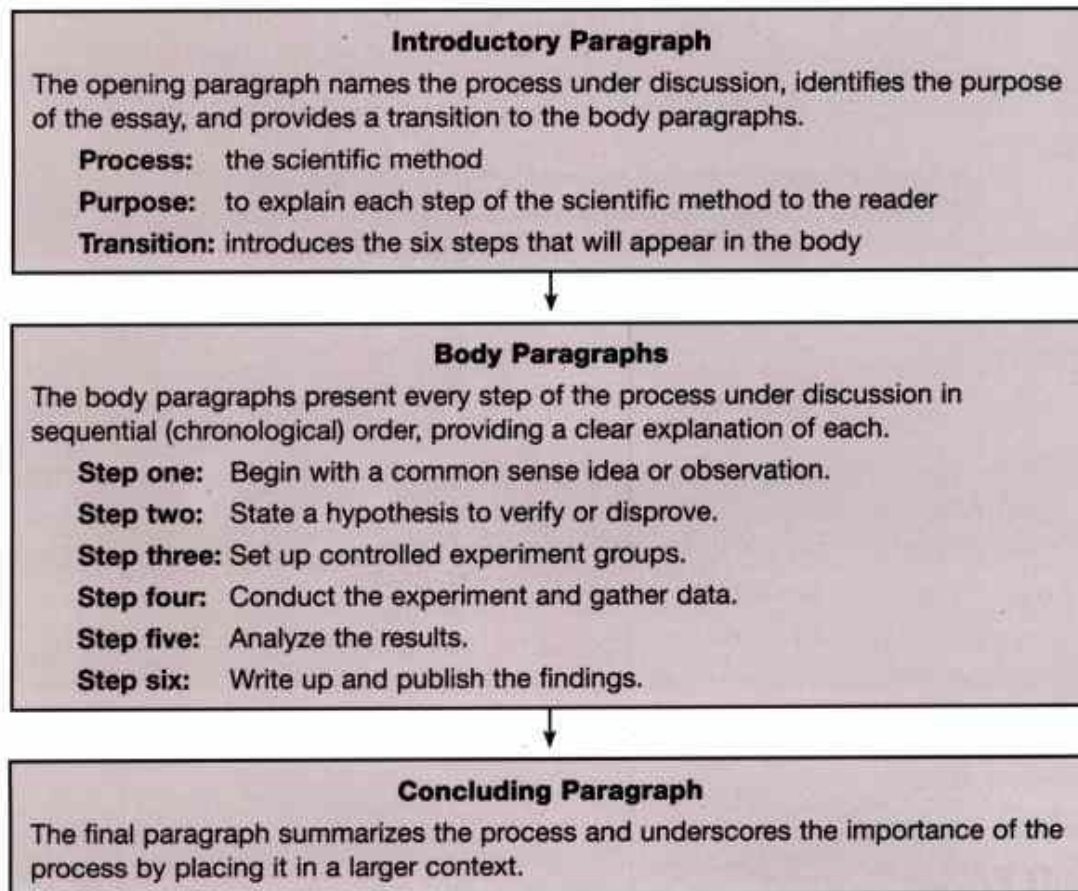 Introductory Paragraph
The opening paragraph names the process under discussion, identifies the purpose
of the essay, and provides a transition to the body paragraphs.
Process: the scientific method
Purpose: to explain each step of the scientific method to the reader
Transition: introduces the six steps that will appear in the body
Body Paragraphs
The body paragraphs present every step of the process under discussion in
sequential (chronological) order, providing a clear explanation of each.
Step one: Begin with a common sense idea or observation.
Step two: State a hypothesis to verify or disprove.
Step three: Set up controlled experiment groups.
Step four: Conduct the experiment and gather data.
Step five: Analyze the results.
Step six: Write up and publish the findings.
Concluding Paragraph
The final paragraph summarizes the process and underscores the importance of the
process by placing it in a larger context.